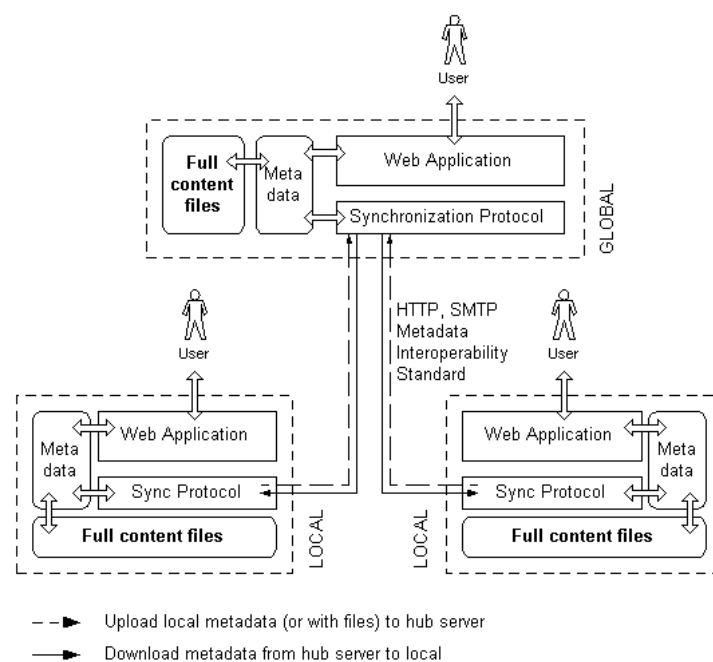 User
Full
content
files
Meta
data
Web Application
Synchronization Protocol
GLOBAL
HTTP, SMTP
Metadata
Interoperability
Standard
User
Meta
data
Web Application
Sync Protocol
Full content files
LOCAL
User
Web Application
Sync Protocol
Meta
data
Full content files
LOCAL
Upload local metadata (or with files) to hub server
Download metadata from hub server to local